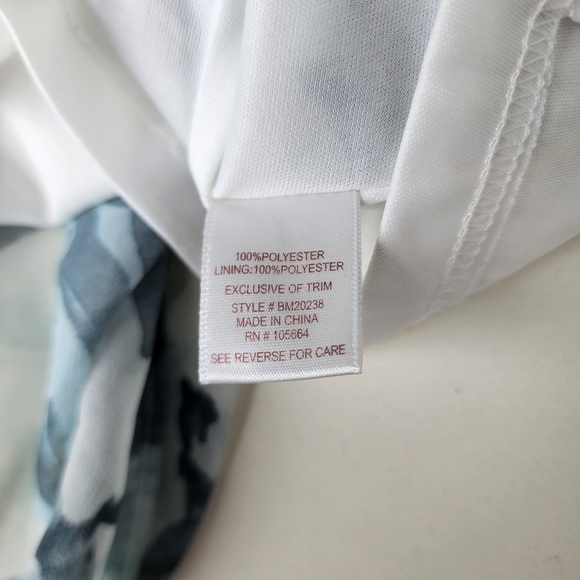 100%POLYESTER
LINING:100%POLYESTER
EXCLUSIVE OF TRIM
STYLE # BM20238
MADE IN CHINA
RN # 105664
SEE REVERSE FOR CARE